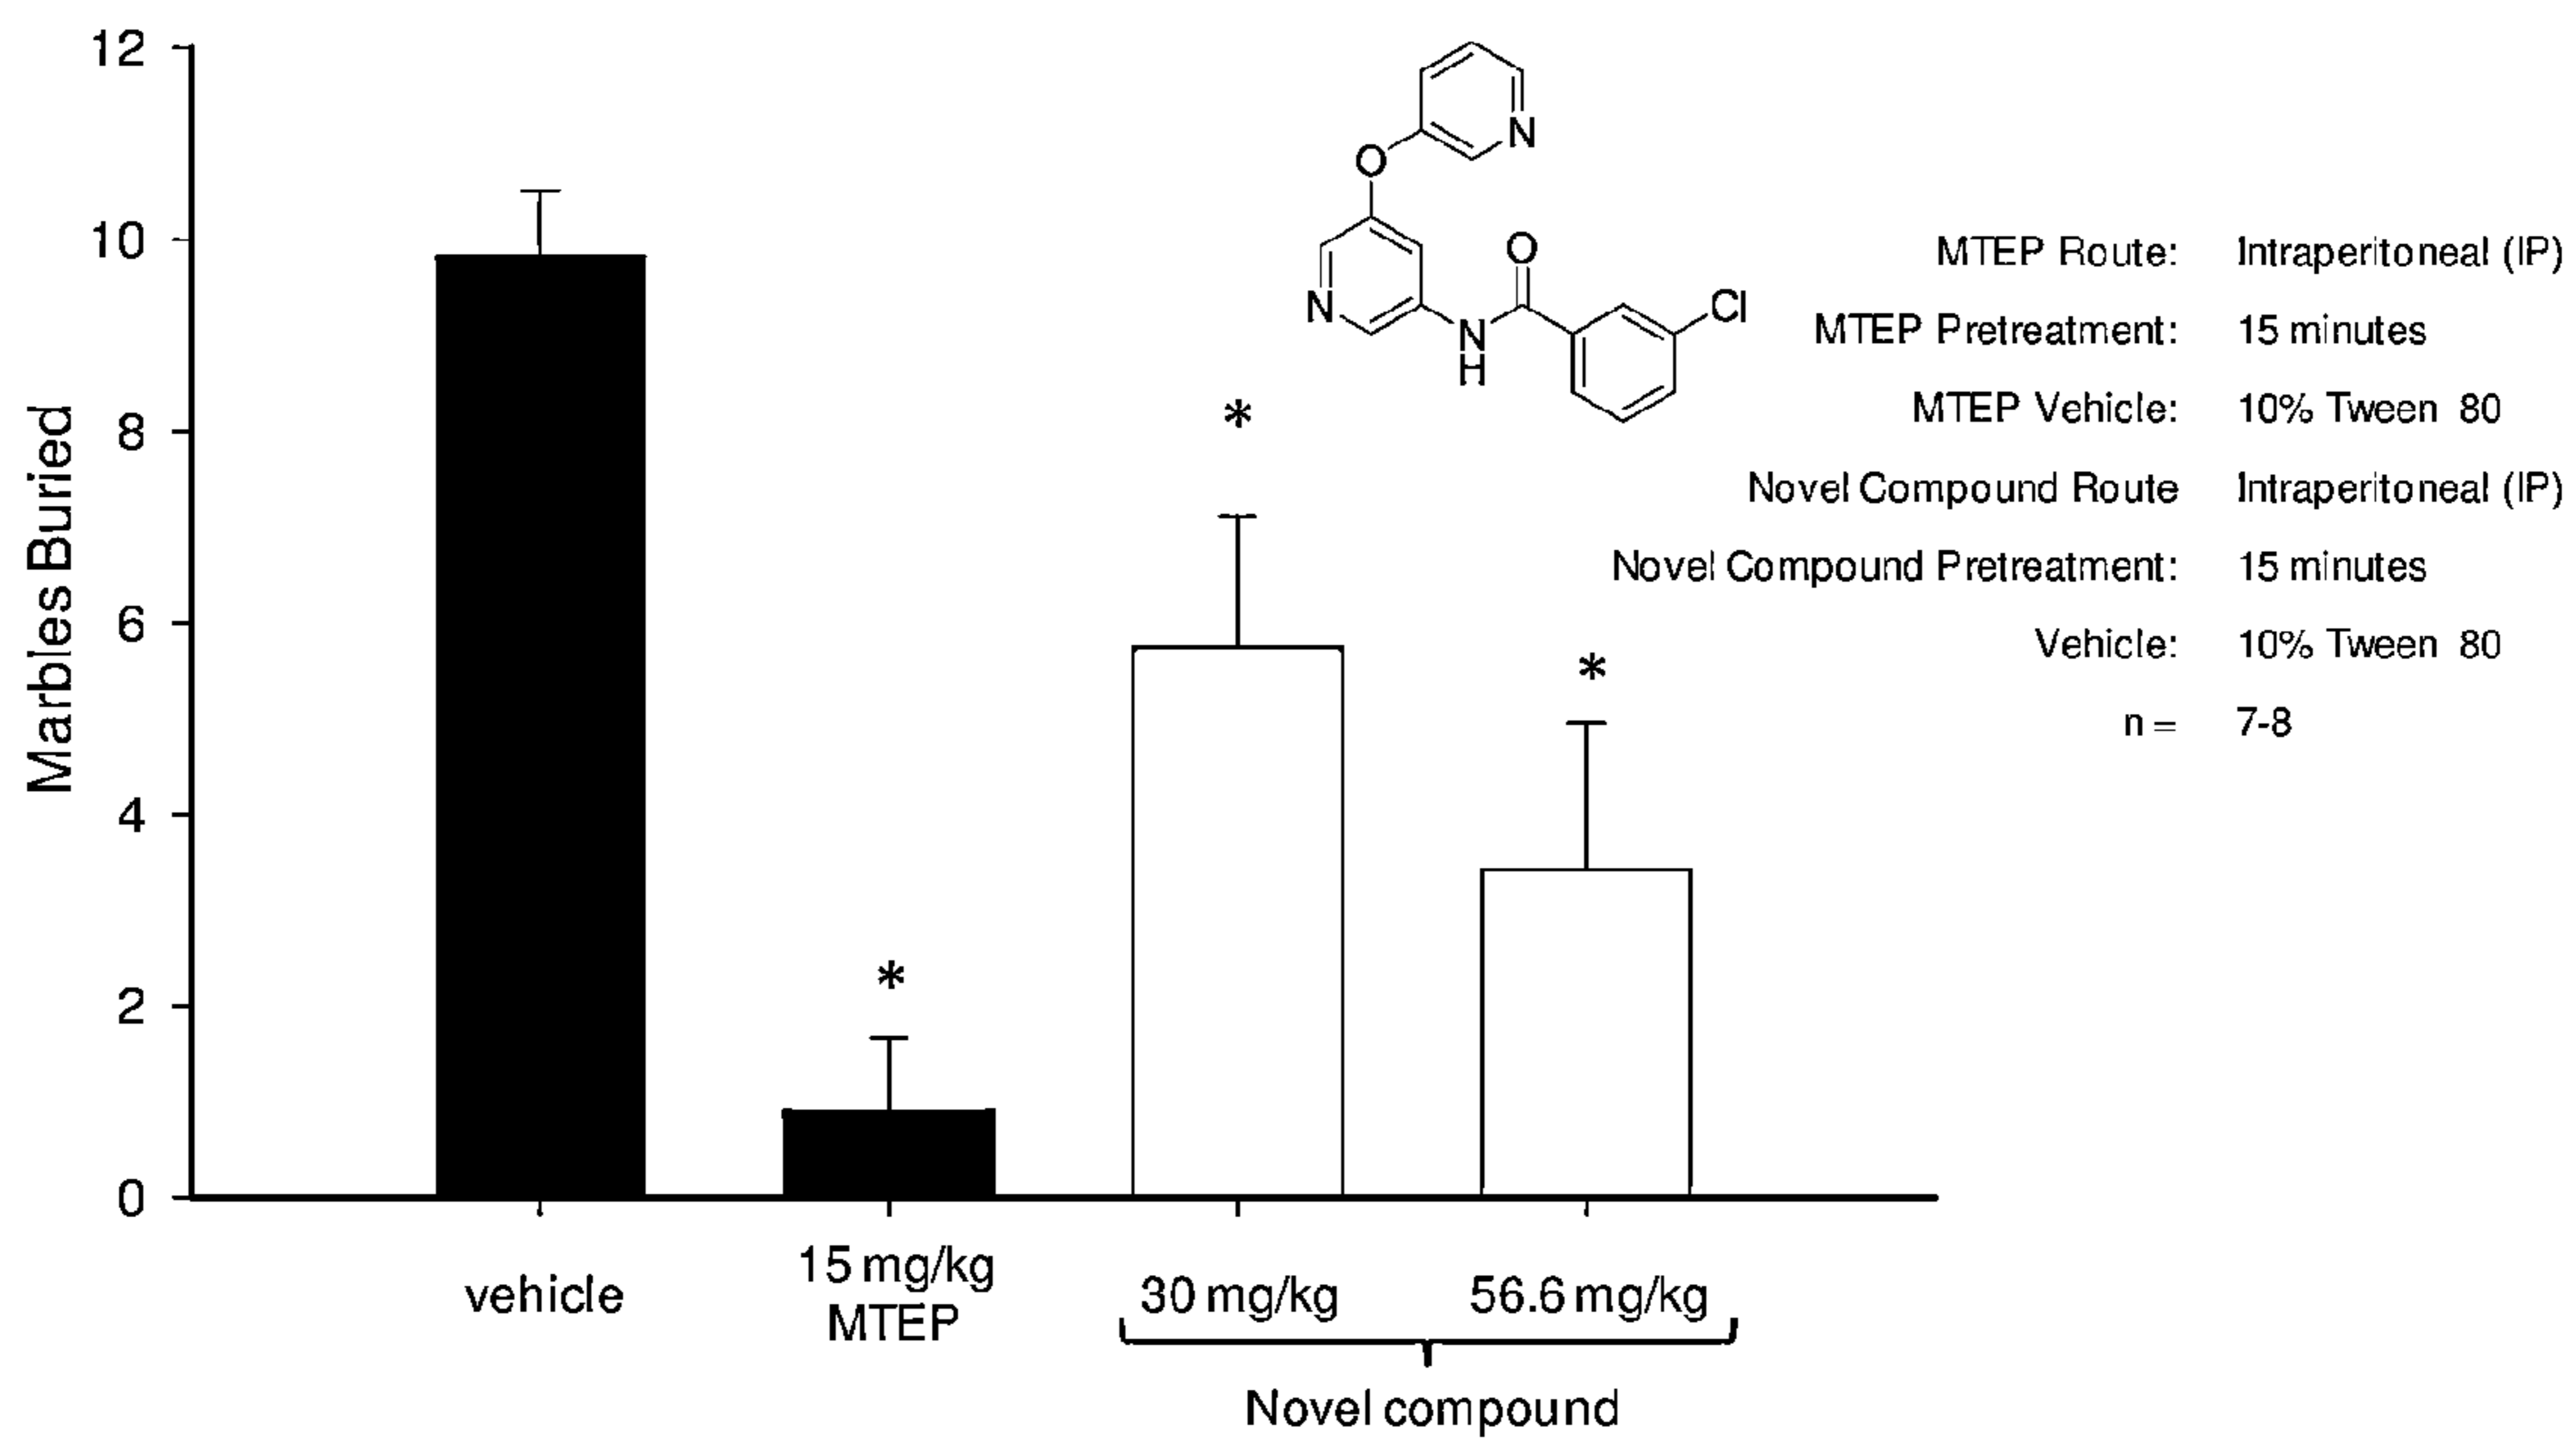 Marbles Buried
12
10
8
6
4
2
0
*
*
*
vehicle
15 mg/kg
MTEP
30 mg/kg
56.6 mg/kg
Novel compound
N
O
N
N
H
O
Cl
MTEP Route: Intraperitoneal (IP)
MTEP Pretreatment: 15 minutes
MTEP Vehicle: 10% Tween 80
Novel Compound Route Intraperitoneal (IP)
Novel Compound Pretreatment: 15 minutes
Vehicle: 10% Tween 80
n = 7-8